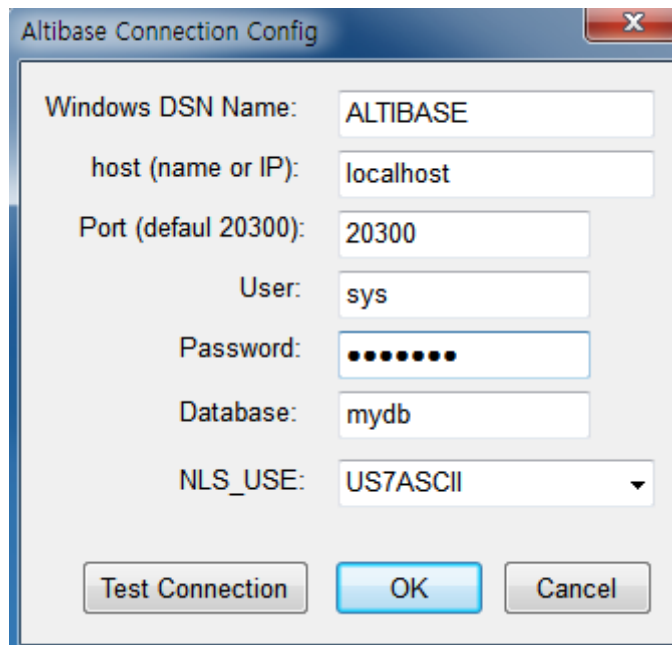 Altibase Connection Config
Windows DSN Name: ALTIBASE
host (name or IP): localhost
Port (defaul 20300): 20300
User: sys
Password: •••••••
Database: mydb
NLS_USE: US7ASCII
Test Connection OK Cancel